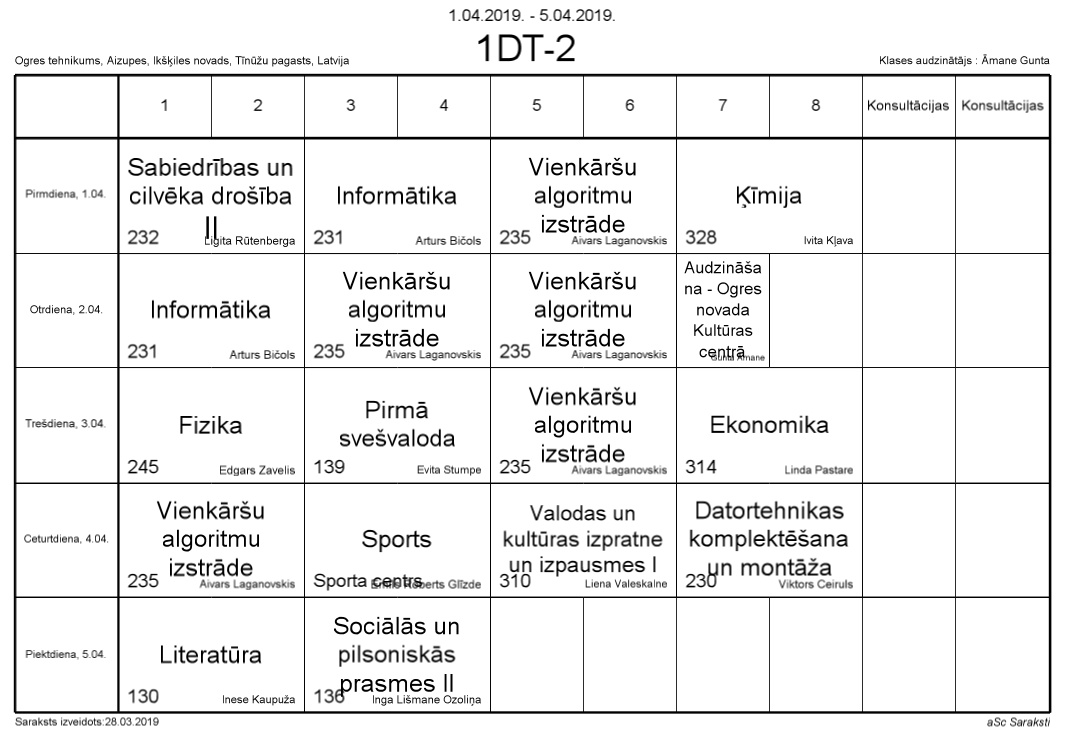 1.04.2019. - 5.04.2019.
1DT-2
Ogres tehnikums, Aizupes, Ikšķiles novads, Tīnūžu pagasts, Latvija
Klases audzinātājs : Āmane Gunta
1 2 3 4 5 6 7 8 Konsultācijas Konsultācijas
Pirmdiena, 1.04.
Sabiedrības un
cilvēka drošība
II
232 Ligita Rūtenberga
Informātika
231 Arturs Bičols
Vienkāršu
algoritmu
izstrāde
235 Aivars Laganovskis
Ķīmija
328 Ivita Kļava
Otrdiena, 2.04.
Informātika
231 Arturs Bičols
Vienkāršu
algoritmu
izstrāde
235 Aivars Laganovskis
Vienkāršu
algoritmu
izstrāde
235 Aivars Laganovskis
Audzināša
na - Ogres
novada
Kultūras
centrā
Gunta Āmane
Trešdiena, 3.04.
Fizika
245 Edgars Zavelis
Pirmā
svešvaloda
139 Evita Stumpe
Vienkāršu
algoritmu
izstrāde
235 Aivars Laganovskis
Ekonomika
314 Linda Pastare
Ceturtdiena, 4.04.
Vienkāršu
algoritmu
izstrāde
235 Aivars Laganovskis
Sports
Sporta centrs Emīls Roberts Glīzde
Valodas un
kultūras izpratne
un izpausmes I
310 Liena Valeskalne
Datortehnikas
komplektēšana
un montāža
230 Viktors Ceiruls
Piektdiena, 5.04.
Literatūra
130 Inese Kaupuža
Sociālās un
pilsoniskās
prasmes II
136 Inga Lišmane Ozoliņa
Saraksts izveidots:28.03.2019
aSc Saraksti